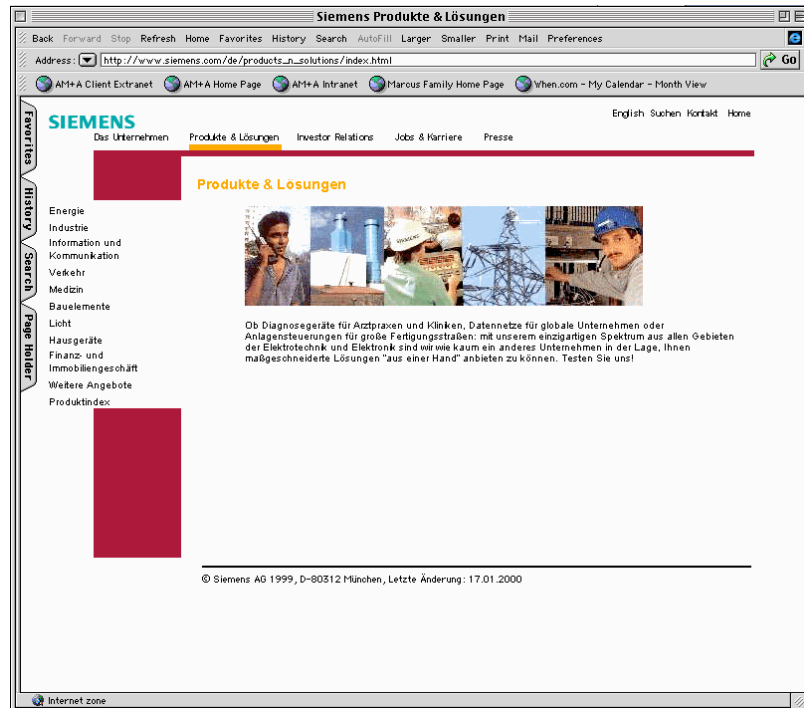 Siemens Produkte & Lösungen
Back Forward Stop Refresh Home Favorites History Search AutoFill Larger Smaller Print Mail Preferences
Address: http://www.siemens.com/de/products_n_solutions/index.html Go
AM+A Client Extranet AM+A Home Page AM+A Intranet Marcus Family Home Page When.com - My Calendar - Month View
Favorites
History
Search
Page Holder
English Suchen Kontakt Home
SIEMENS
Das Unternehmen Produkte & Lösungen Investor Relations Jobs & Karriere Presse
Produkte & Lösungen
Energie
Industrie
Information und
Kommunikation
Verkehr
Medizin
Bauelemente
Licht
Hausgeräte
Finanz- und
Immobiliengeschäft
Weitere Angebote
Produktindex
SIEMENS
Ob Diagnosegeräte für Arztpraxen und Kliniken, Datennetze für globale Unternehmen oder
Anlagensteuerungen für große Fertigungsstraßen: mit unserem einzigartigen Spektrum aus allen Gebieten
der Elektrotechnik und Elektronik sind wir wie kaum ein anderes Unternehmen in der Lage, Ihnen
maßgeschneiderte Lösungen "aus einer Hand" anbieten zu können. Testen Sie uns!
© Siemens AG 1999, D-80312 München, Letzte Änderung: 17.01.2000
Internet zone